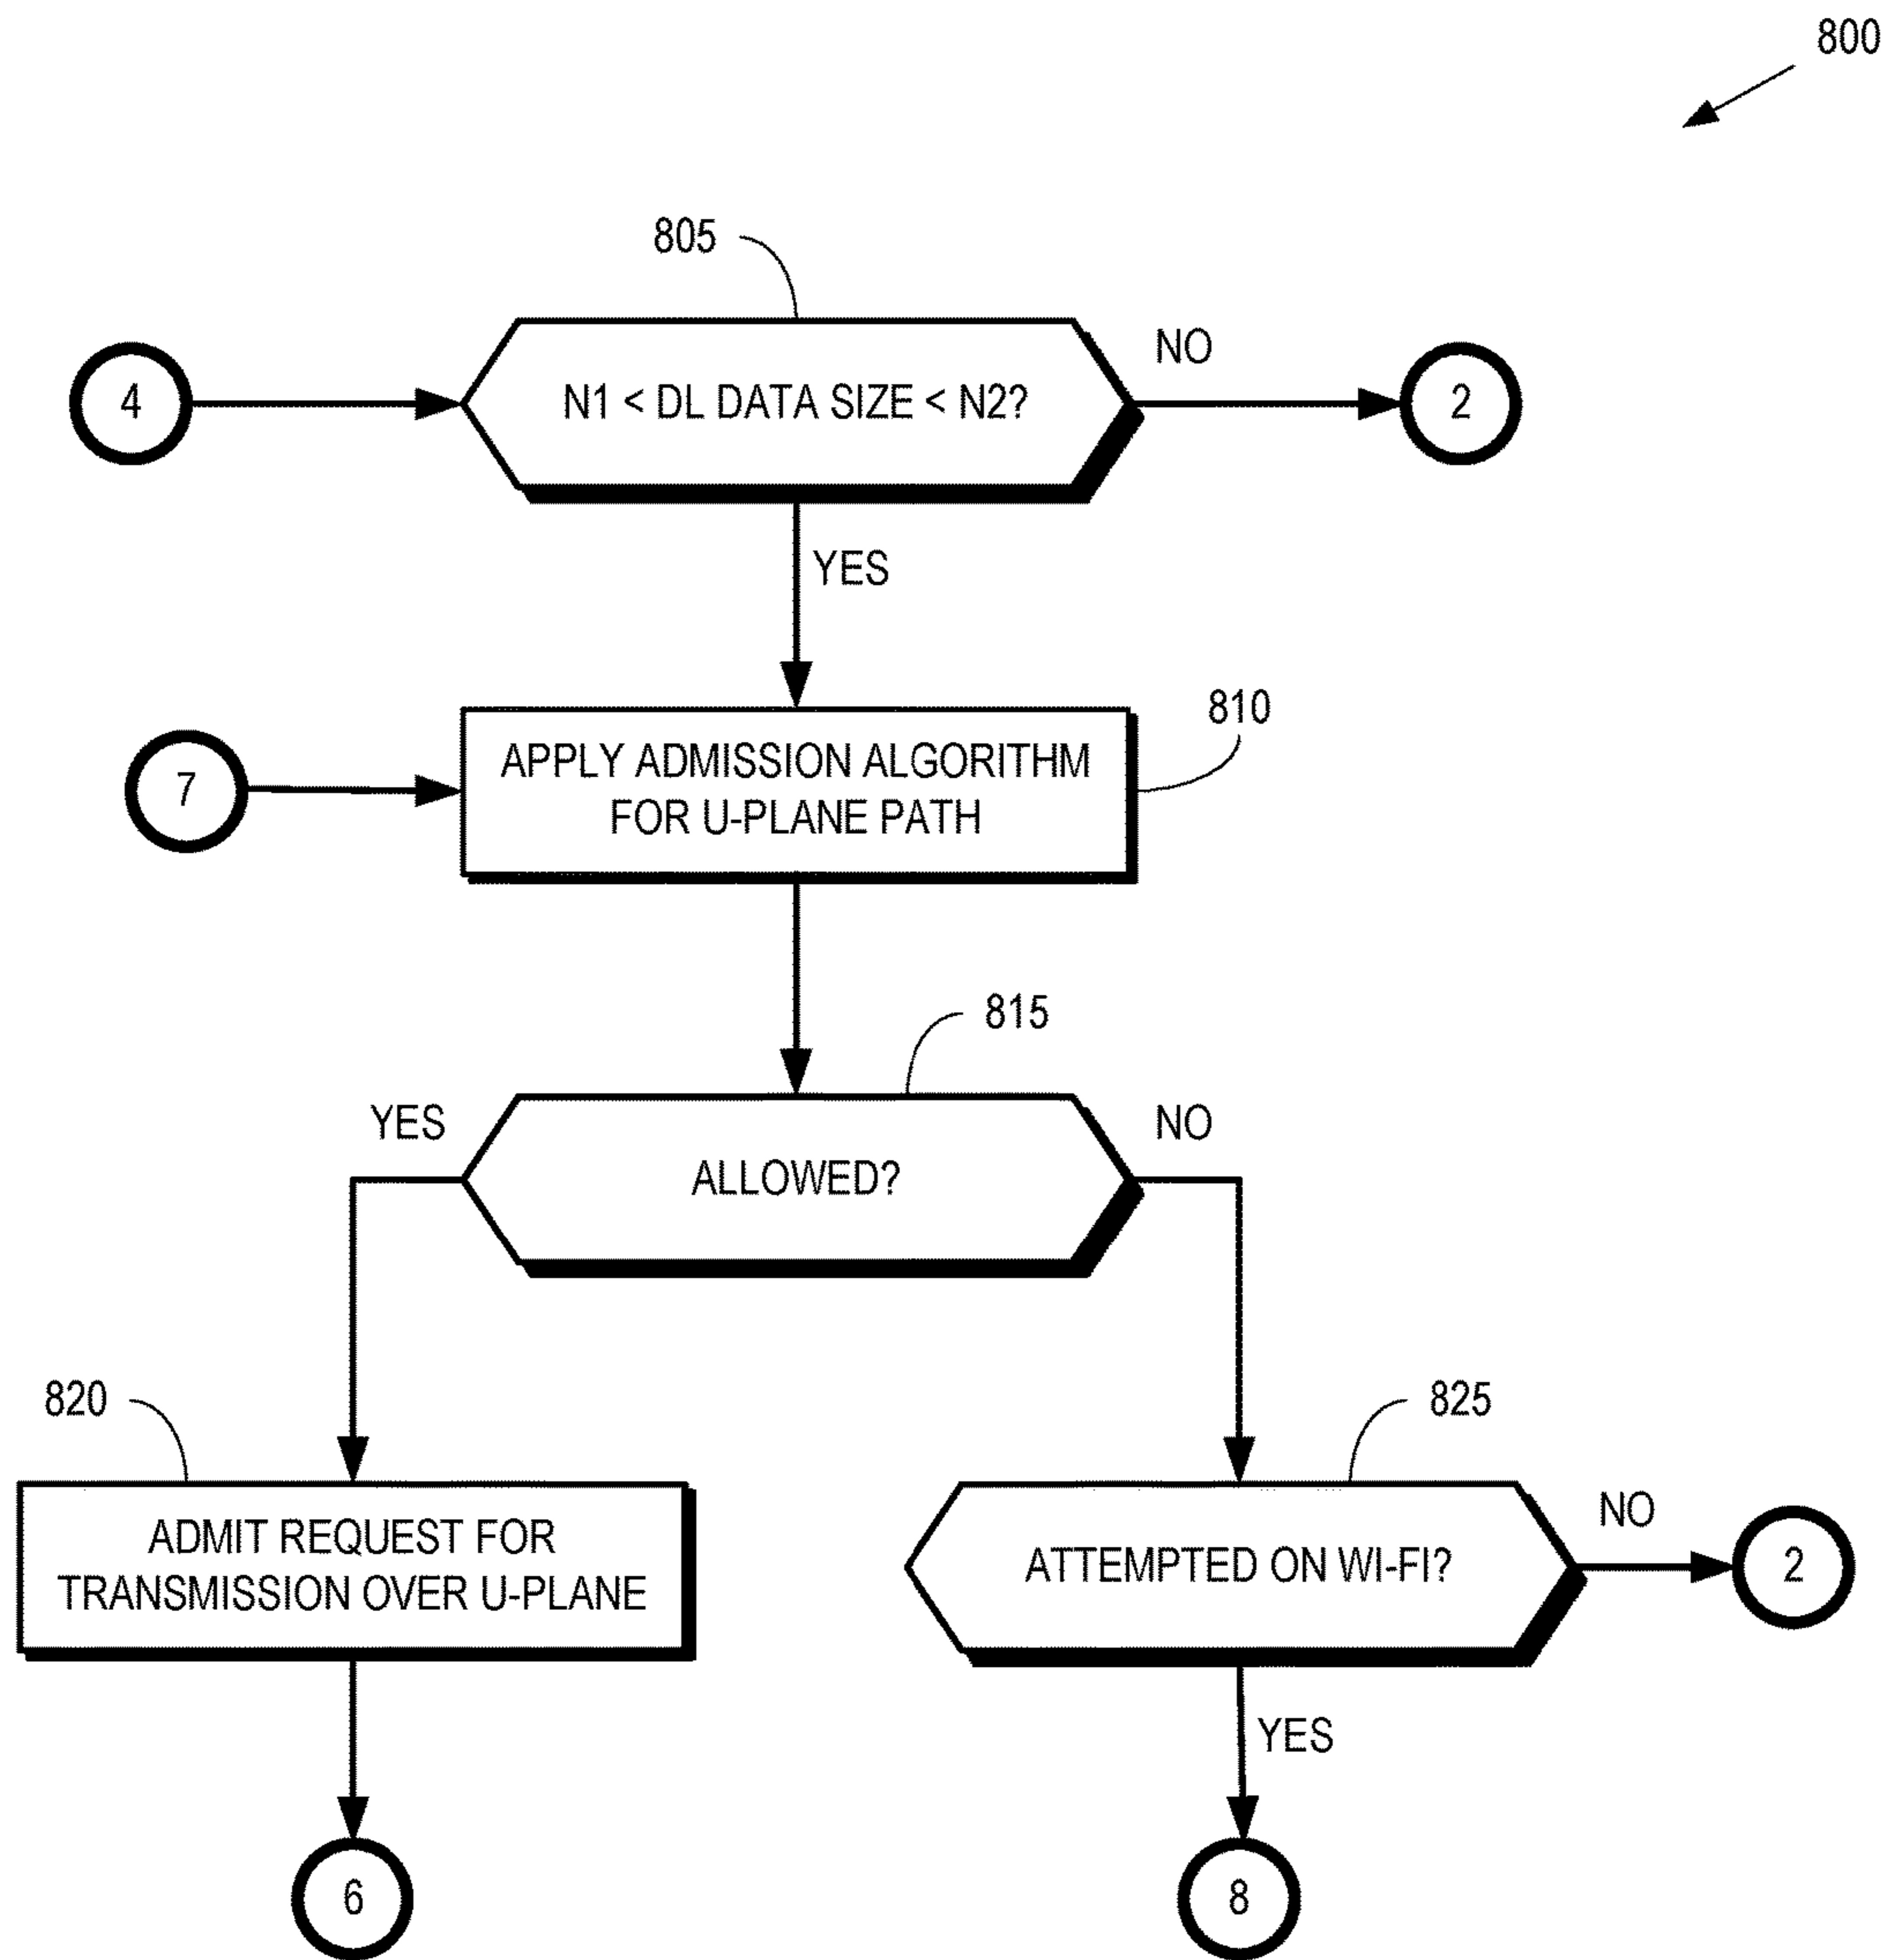 800
805
4
N1 < DL DATA SIZE < N2?
NO
2
YES
7
APPLY ADMISSION ALGORITHM
FOR U-PLANE PATH
810
815
YES
ALLOWED?
NO
820
825
ADMIT REQUEST FOR
TRANSMISSION OVER U-PLANE
ATTEMPTED ON WI-FI?
NO
2
YES
6
8